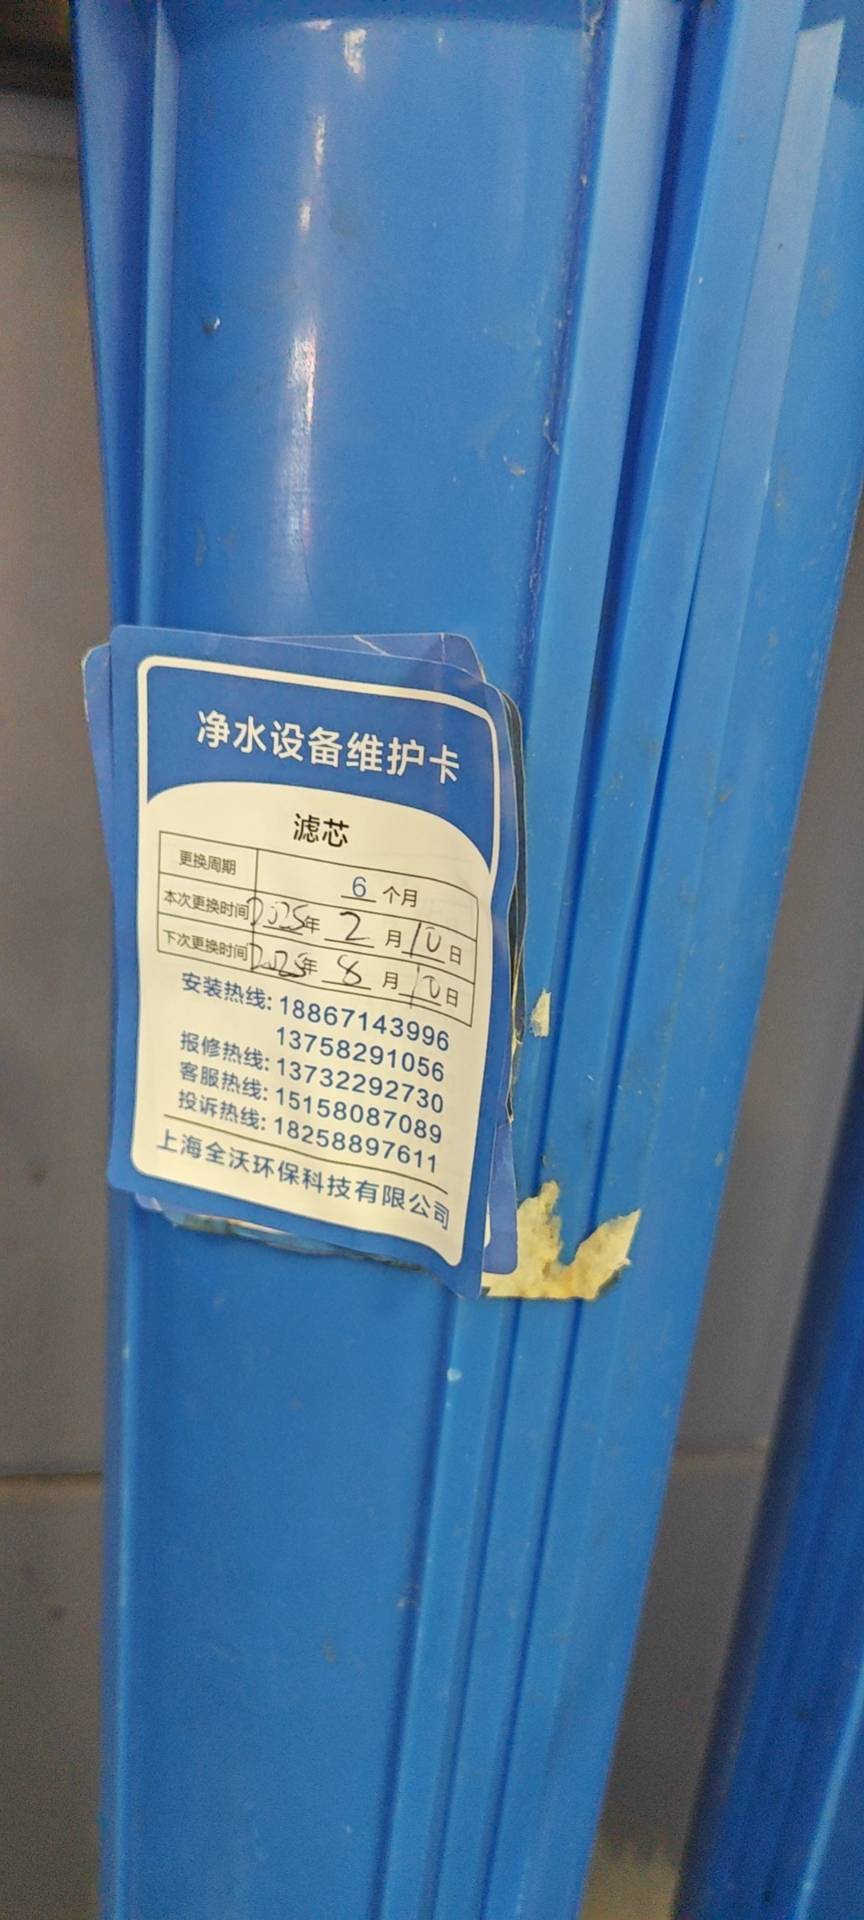 净水设备维护卡
滤芯
更换周期 6 个月
本次更换时间 2025年 2 月 10 日
下次更换时间 2025年 8 月 10 日
安装热线: 18867143996
13758291056
报修热线: 13732292730
客服热线: 15158087089
投诉热线: 18258897611
上海全沃环保科技有限公司